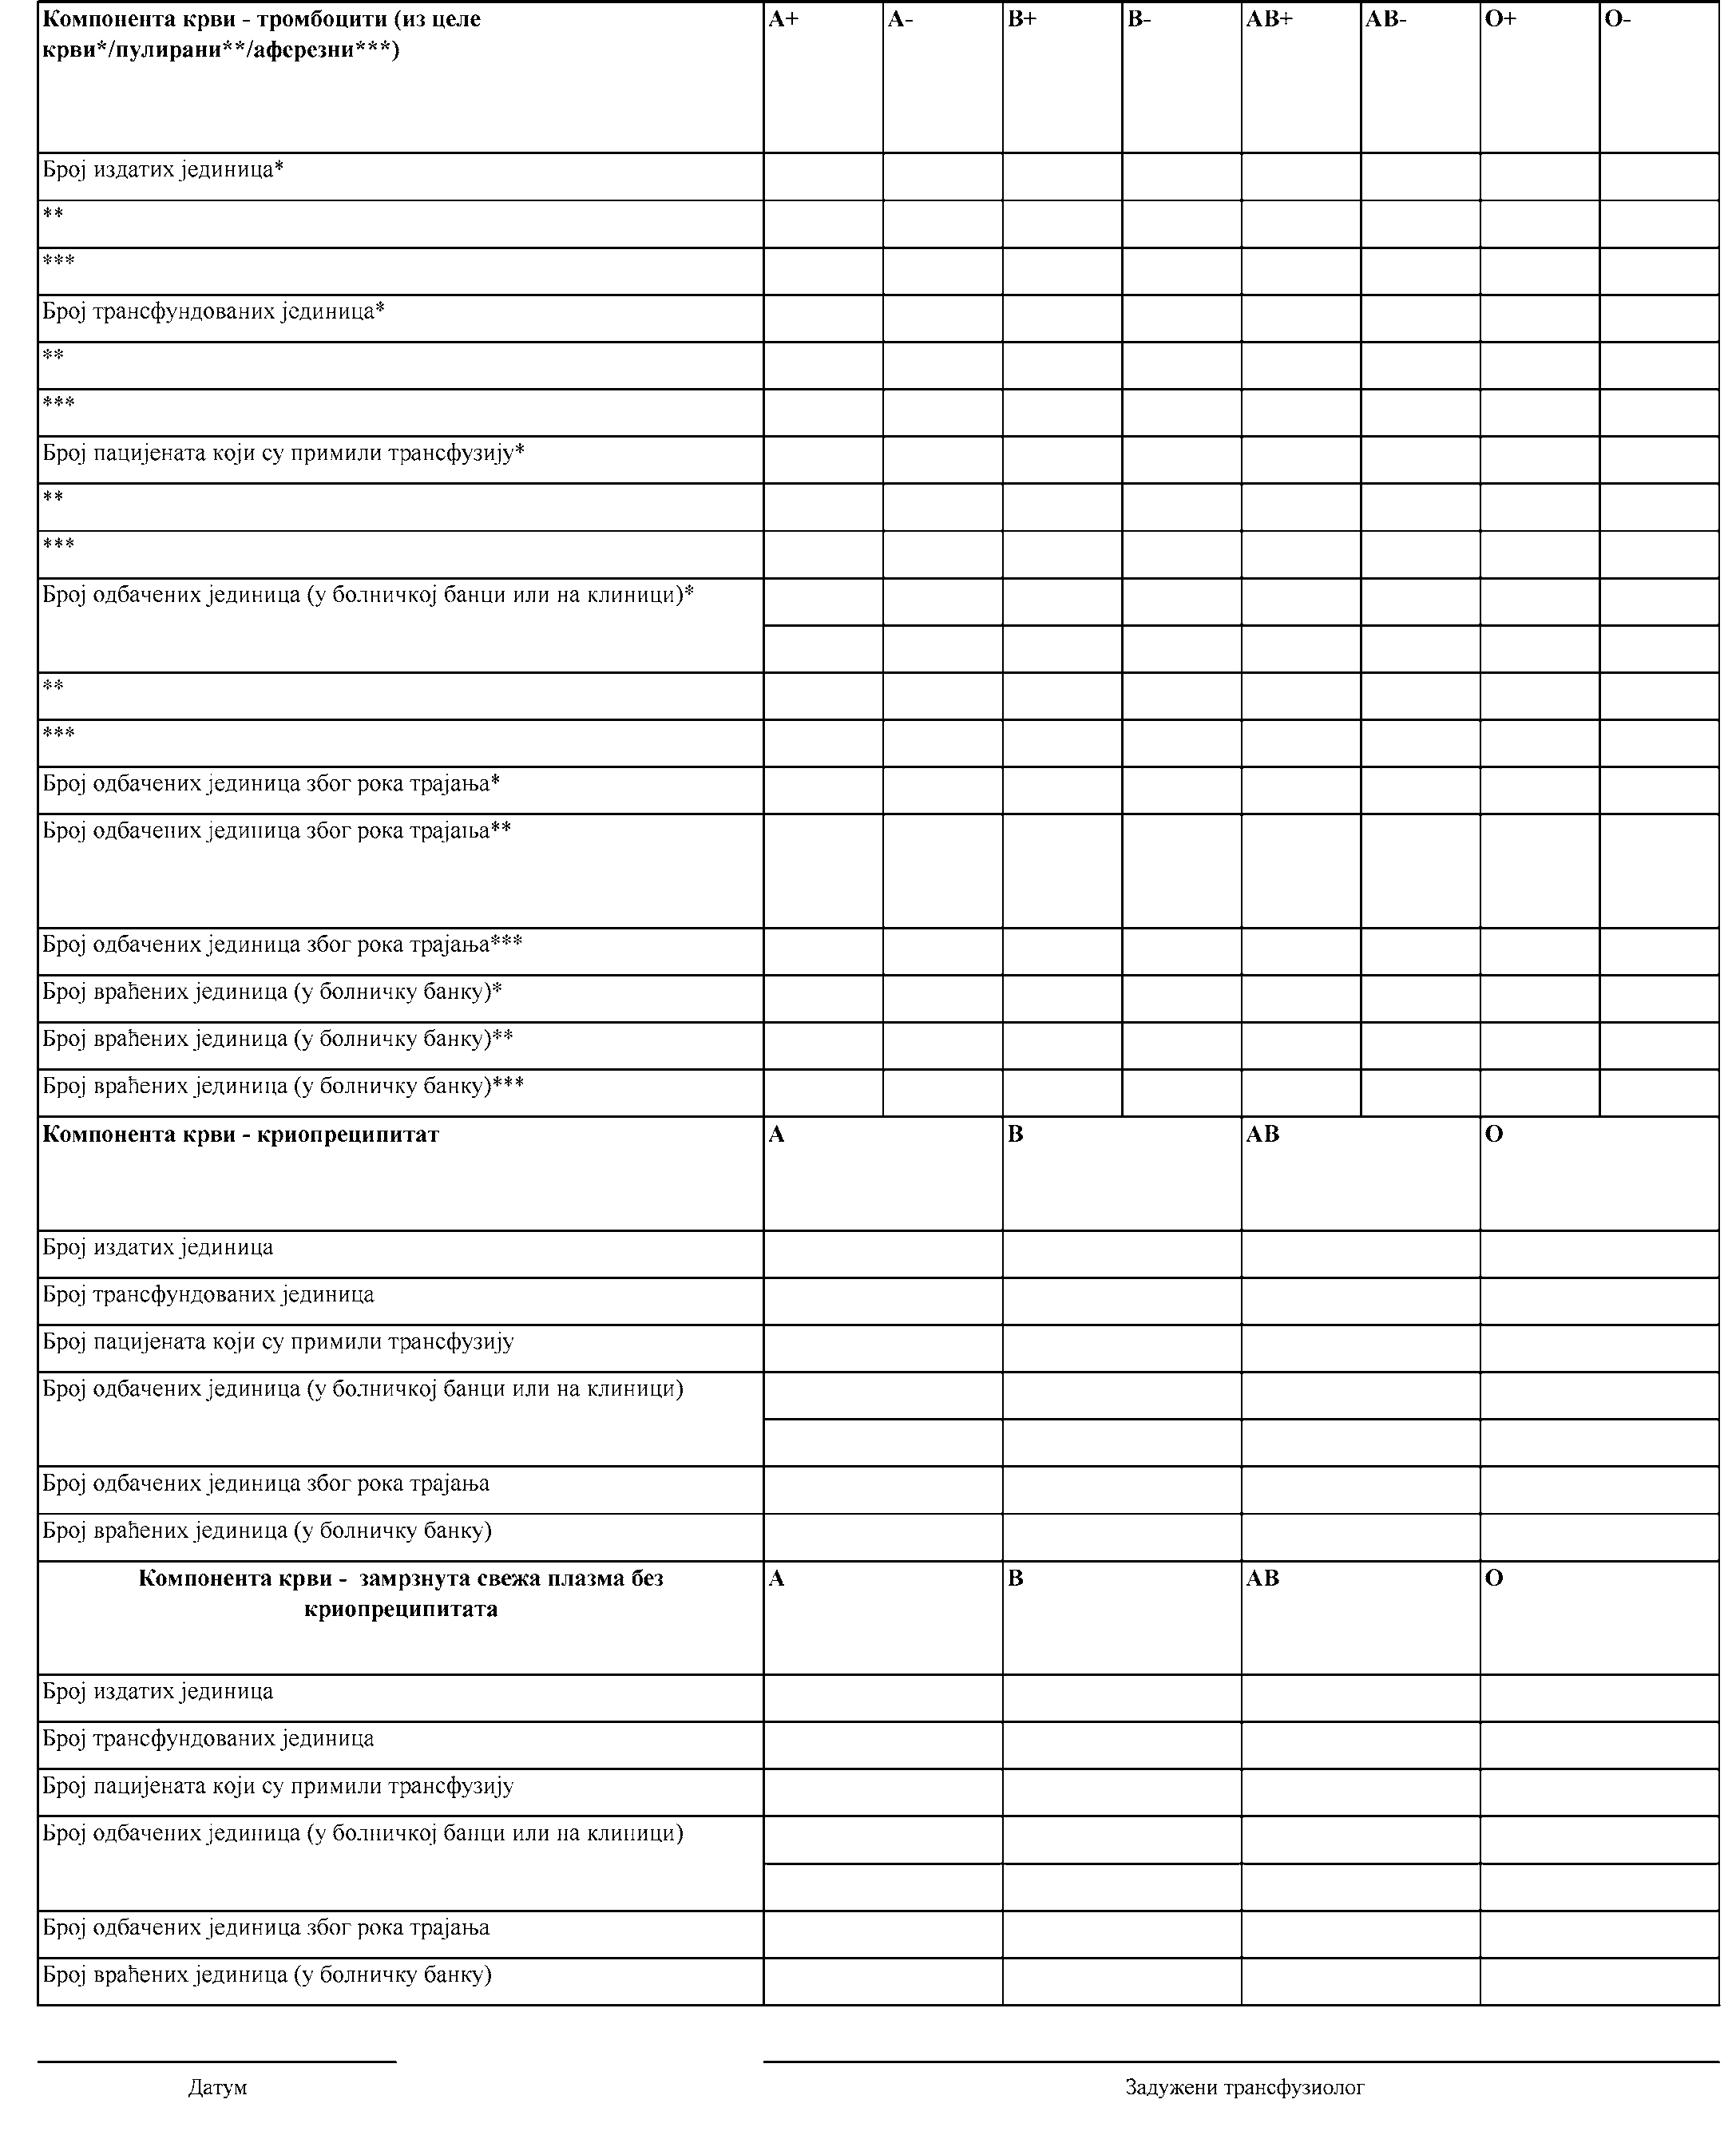 Компонента крви - тромбоцити (из целе A+ A- B+ B- AB+ AB- O+ O-
крви*/пулирани**/аферезни***)
Број издатих јединица*
**
***
Број трансфундованих јединица*
**
***
Број пацијената који су примили трансфузију*
**
***
Број одбачених јединица (у болничкој банци или на клиници)*
**
***
Број одбачених јединица због рока трајања*
Број одбачених јединица због рока трајања**
Број одбачених јединица због рока трајања***
Број враћених јединица (у болничку банку)*
Број враћених јединица (у болничку банку)**
Број враћених јединица (у болничку банку)***
Компонента крви - криопреципитат A B AB O
Број издатих јединица
Број трансфундованих јединица
Број пацијената који су примили трансфузију
Број одбачених јединица (у болничкој банци или на клиници)
Број одбачених јединица због рока трајања
Број враћених јединица (у болничку банку)
Компонента крви - замрзнута свежа плазма без A B AB O
криопреципитата
Број издатих јединица
Број трансфундованих јединица
Број пацијената који су примили трансфузију
Број одбачених јединица (у болничкој банци или на клиници)
Број одбачених јединица због рока трајања
Број враћених јединица (у болничку банку)
Датум Задужени трансфузиолог